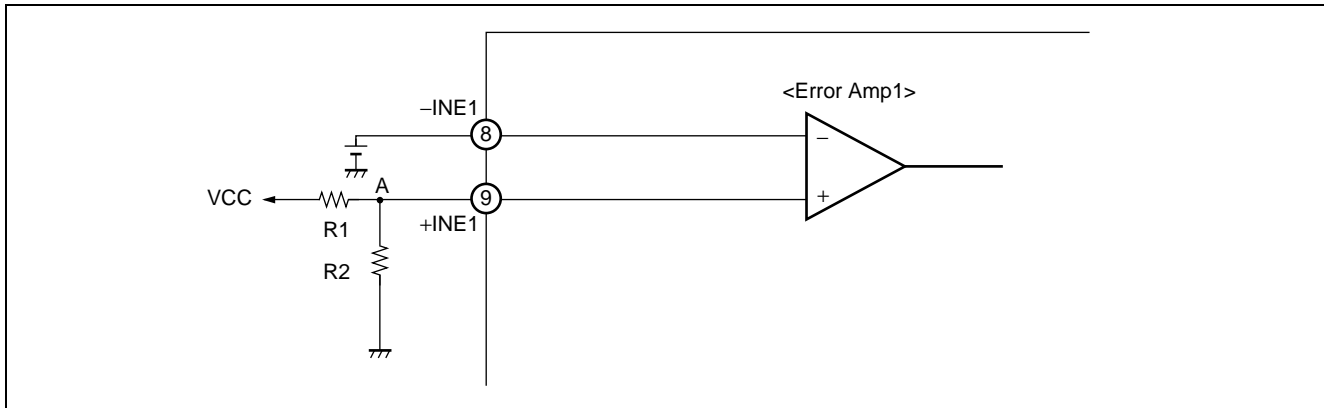 <Error Amp1>
−INE1
8
−
VCC
A
9
+
R1
+INE1
R2